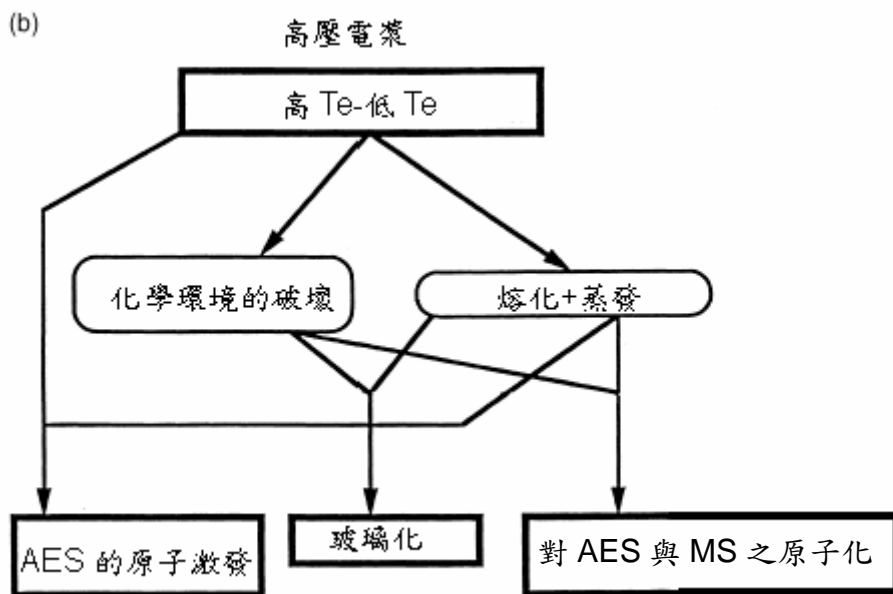 (b)
高壓電漿
高 Te-低 Te
化學環境的破壞
熔化+蒸發
AES 的原子激發
玻璃化
對 AES 與 MS 之原子化